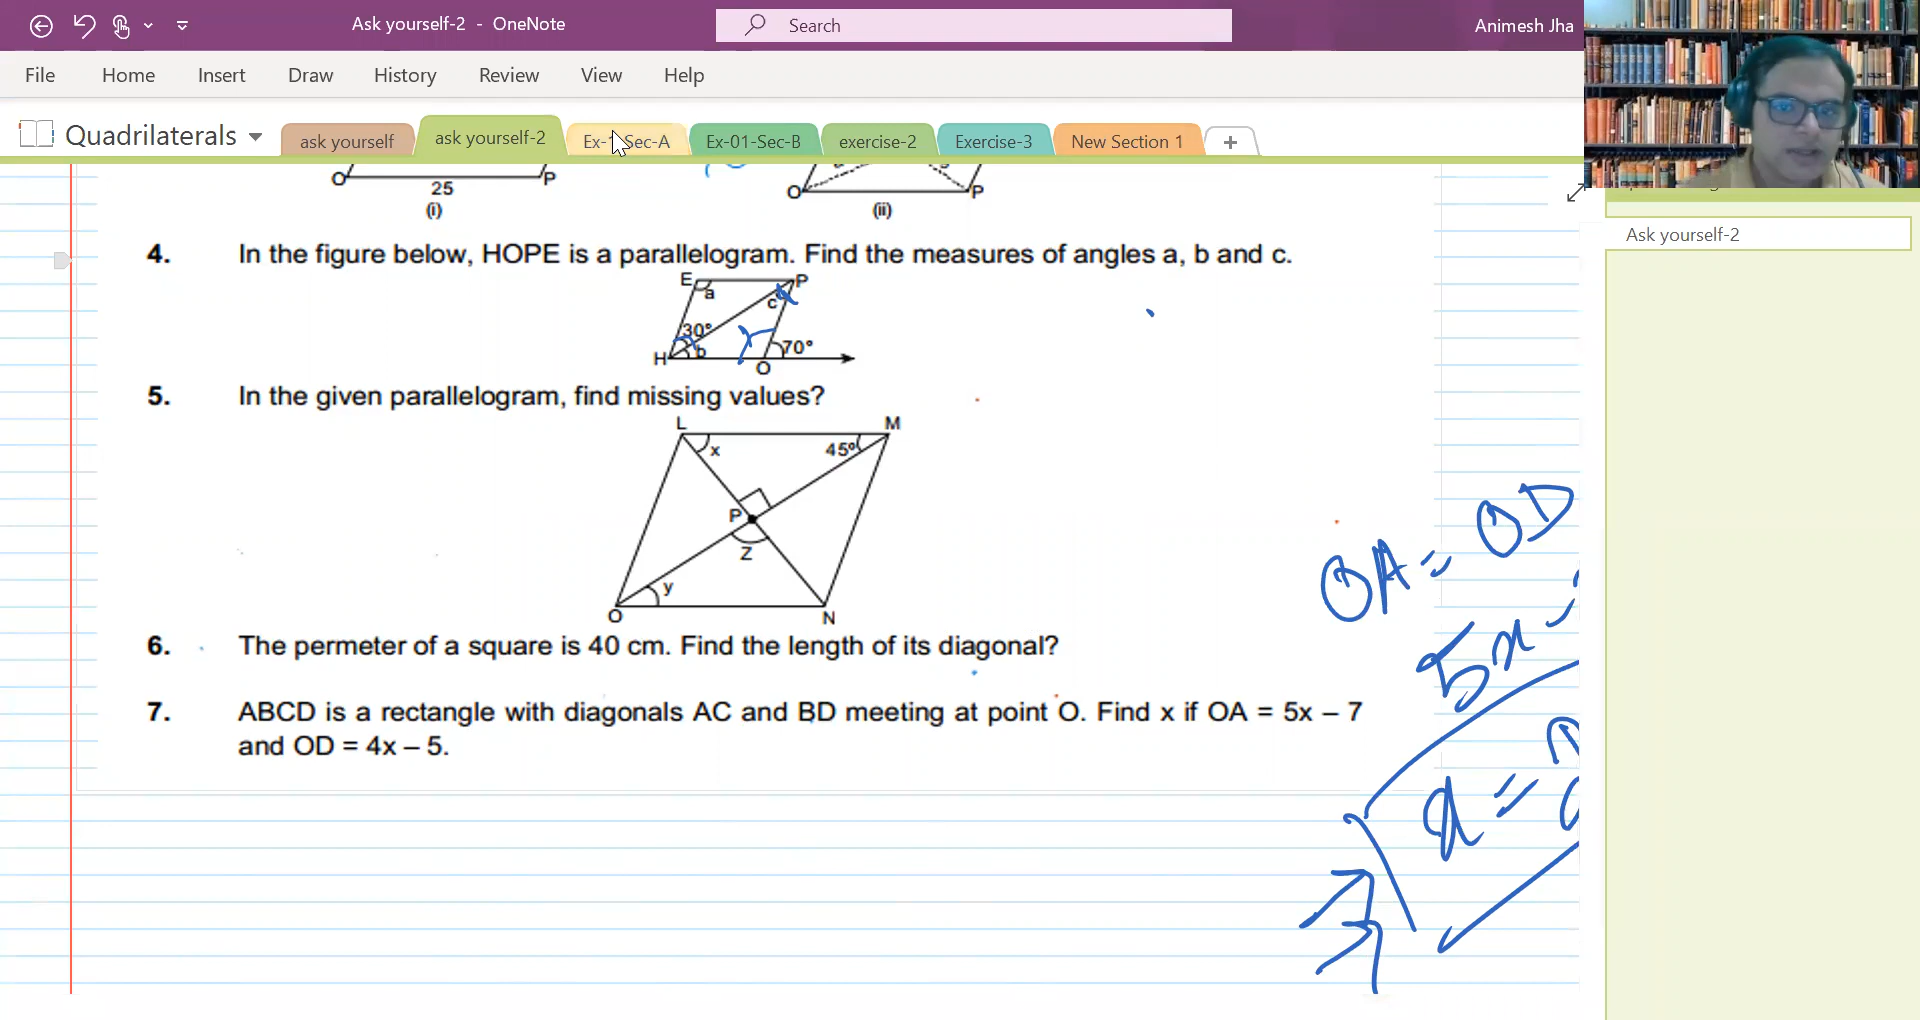 Ask yourself-2 - OneNote
Search
Animesh Jha
File Home Insert Draw History Review View Help
Quadrilaterals
ask yourself
ask yourself-2
Ex-1-Sec-A
Ex-01-Sec-B
exercise-2
Exercise-3
New Section 1
+
Ask yourself-2
O 25 P
(i)
O P
(ii)
4. In the figure below, HOPE is a parallelogram. Find the measures of angles a, b and c.
E P
a
c
30°
b
70°
H O
5. In the given parallelogram, find missing values?
L M
x 45°
P
z
y
O N
6. The permeter of a square is 40 cm. Find the length of its diagonal?
7. ABCD is a rectangle with diagonals AC and BD meeting at point O. Find x if OA = 5x – 7
and OD = 4x – 5.
OA = OD
5x -
x =